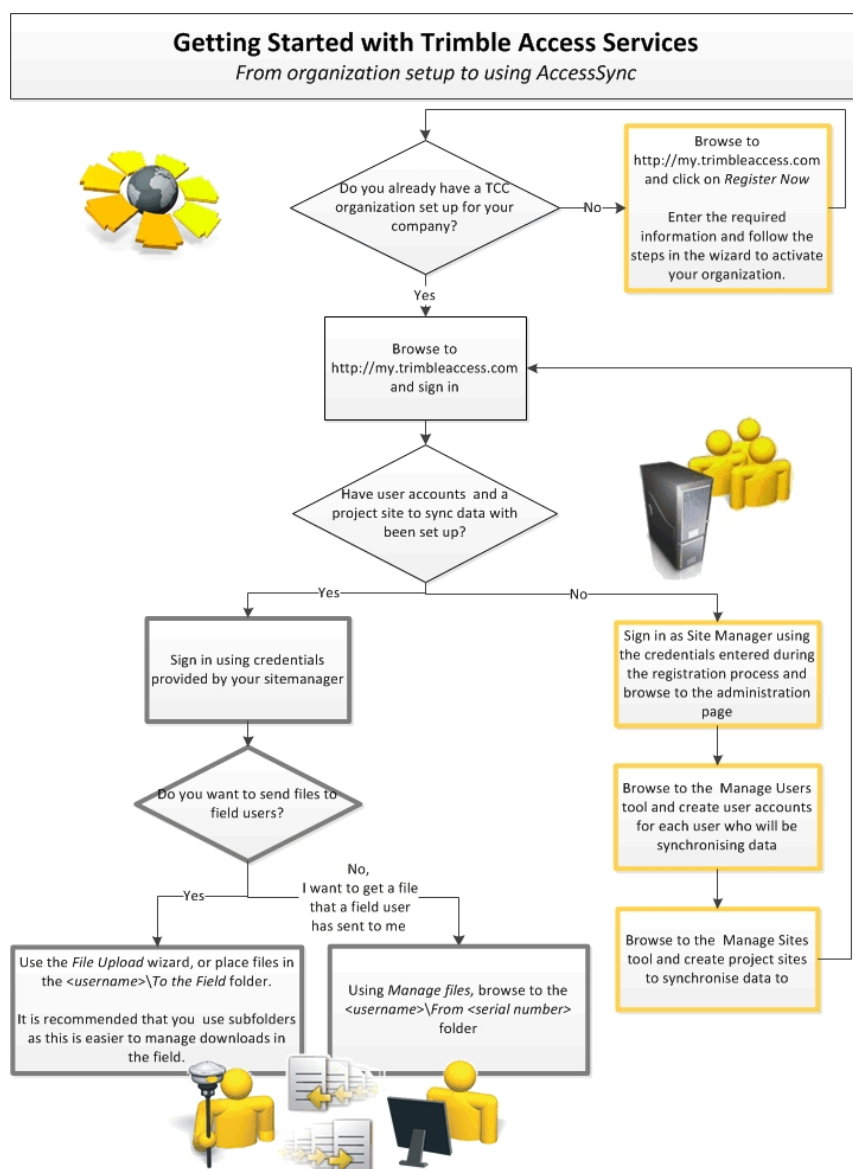 Getting Started with Trimble Access Services
From organization setup to using AccessSync
Do you already have a TCC
organization set up for your
company?
No
Browse to
http://my.trimbleaccess.com
and click on Register Now
Enter the required
information and follow the
steps in the wizard to activate
your organization.
Yes
Browse to
http://my.trimbleaccess.com
and sign in
Have user accounts and a
project site to sync data with
been set up?
Yes
No
Sign in using credentials
provided by your sitemanager
Sign in as Site Manager using
the credentials entered during
the registration process and
browse to the administration
page
Do you want to send files to
field users?
Browse to the Manage Users
tool and create user accounts
for each user who will be
synchronising data
Yes
No,
I want to get a file
that a field user
has sent to me
Browse to the Manage Sites
tool and create project sites
to synchronise data to
Use the File Upload wizard, or place files in
the <username>\To the Field folder.
It is recommended that you use subfolders
as this is easier to manage downloads in
the field.
Using Manage files, browse to the
<username>\From <serial number>
folder